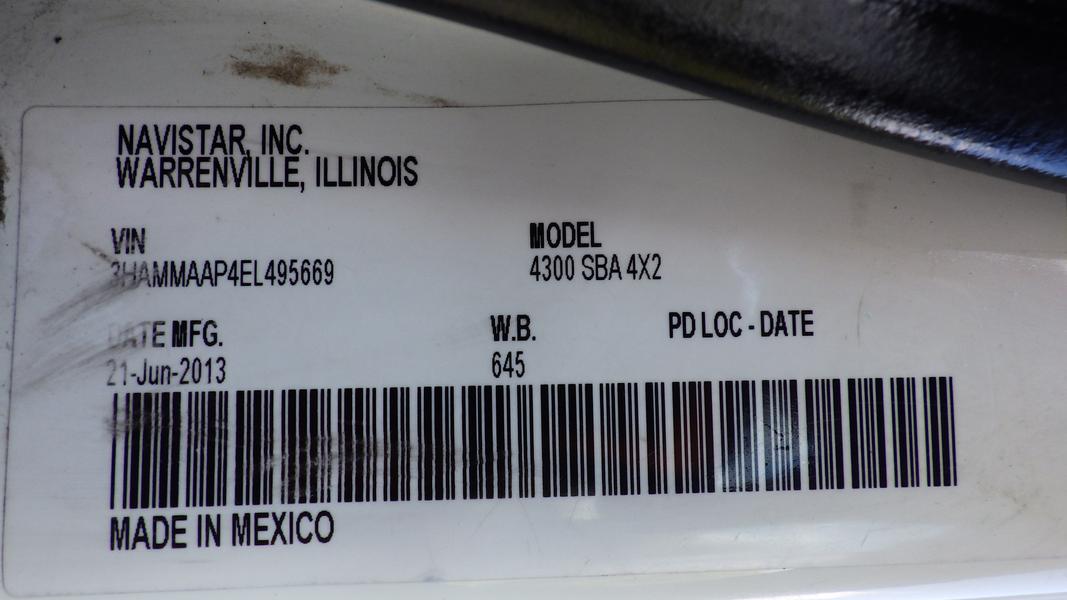 NAVISTAR, INC.
WARRENVILLE, ILLINOIS
VIN
3HAMMAAP4EL495669
MODEL
4300 SBA 4X2
DATE MFG.
21-Jun-2013
W.B.
645
PD LOC - DATE
MADE IN MEXICO